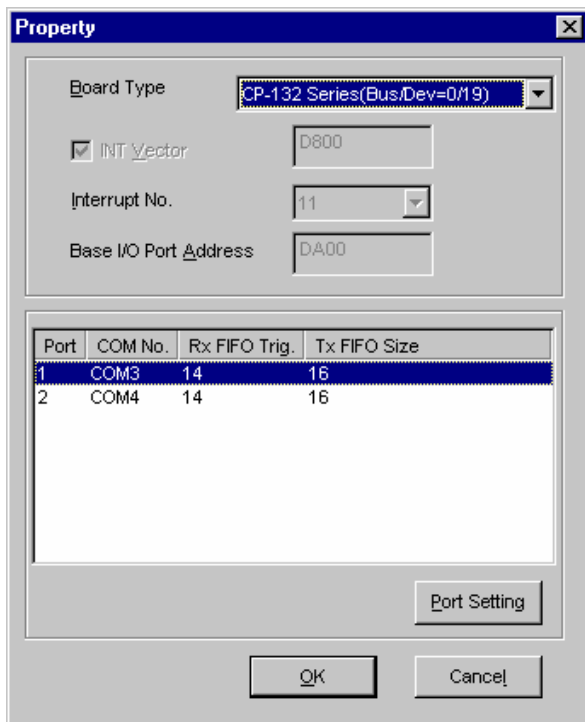 Property
Board Type CP-132 Series(Bus/Dev=0/19)
INT Vector D800
Interrupt No. 11
Base I/O Port Address DA00
Port COM No. Rx FIFO Trig. Tx FIFO Size
1 COM3 14 16
2 COM4 14 16
Port Setting
OK Cancel